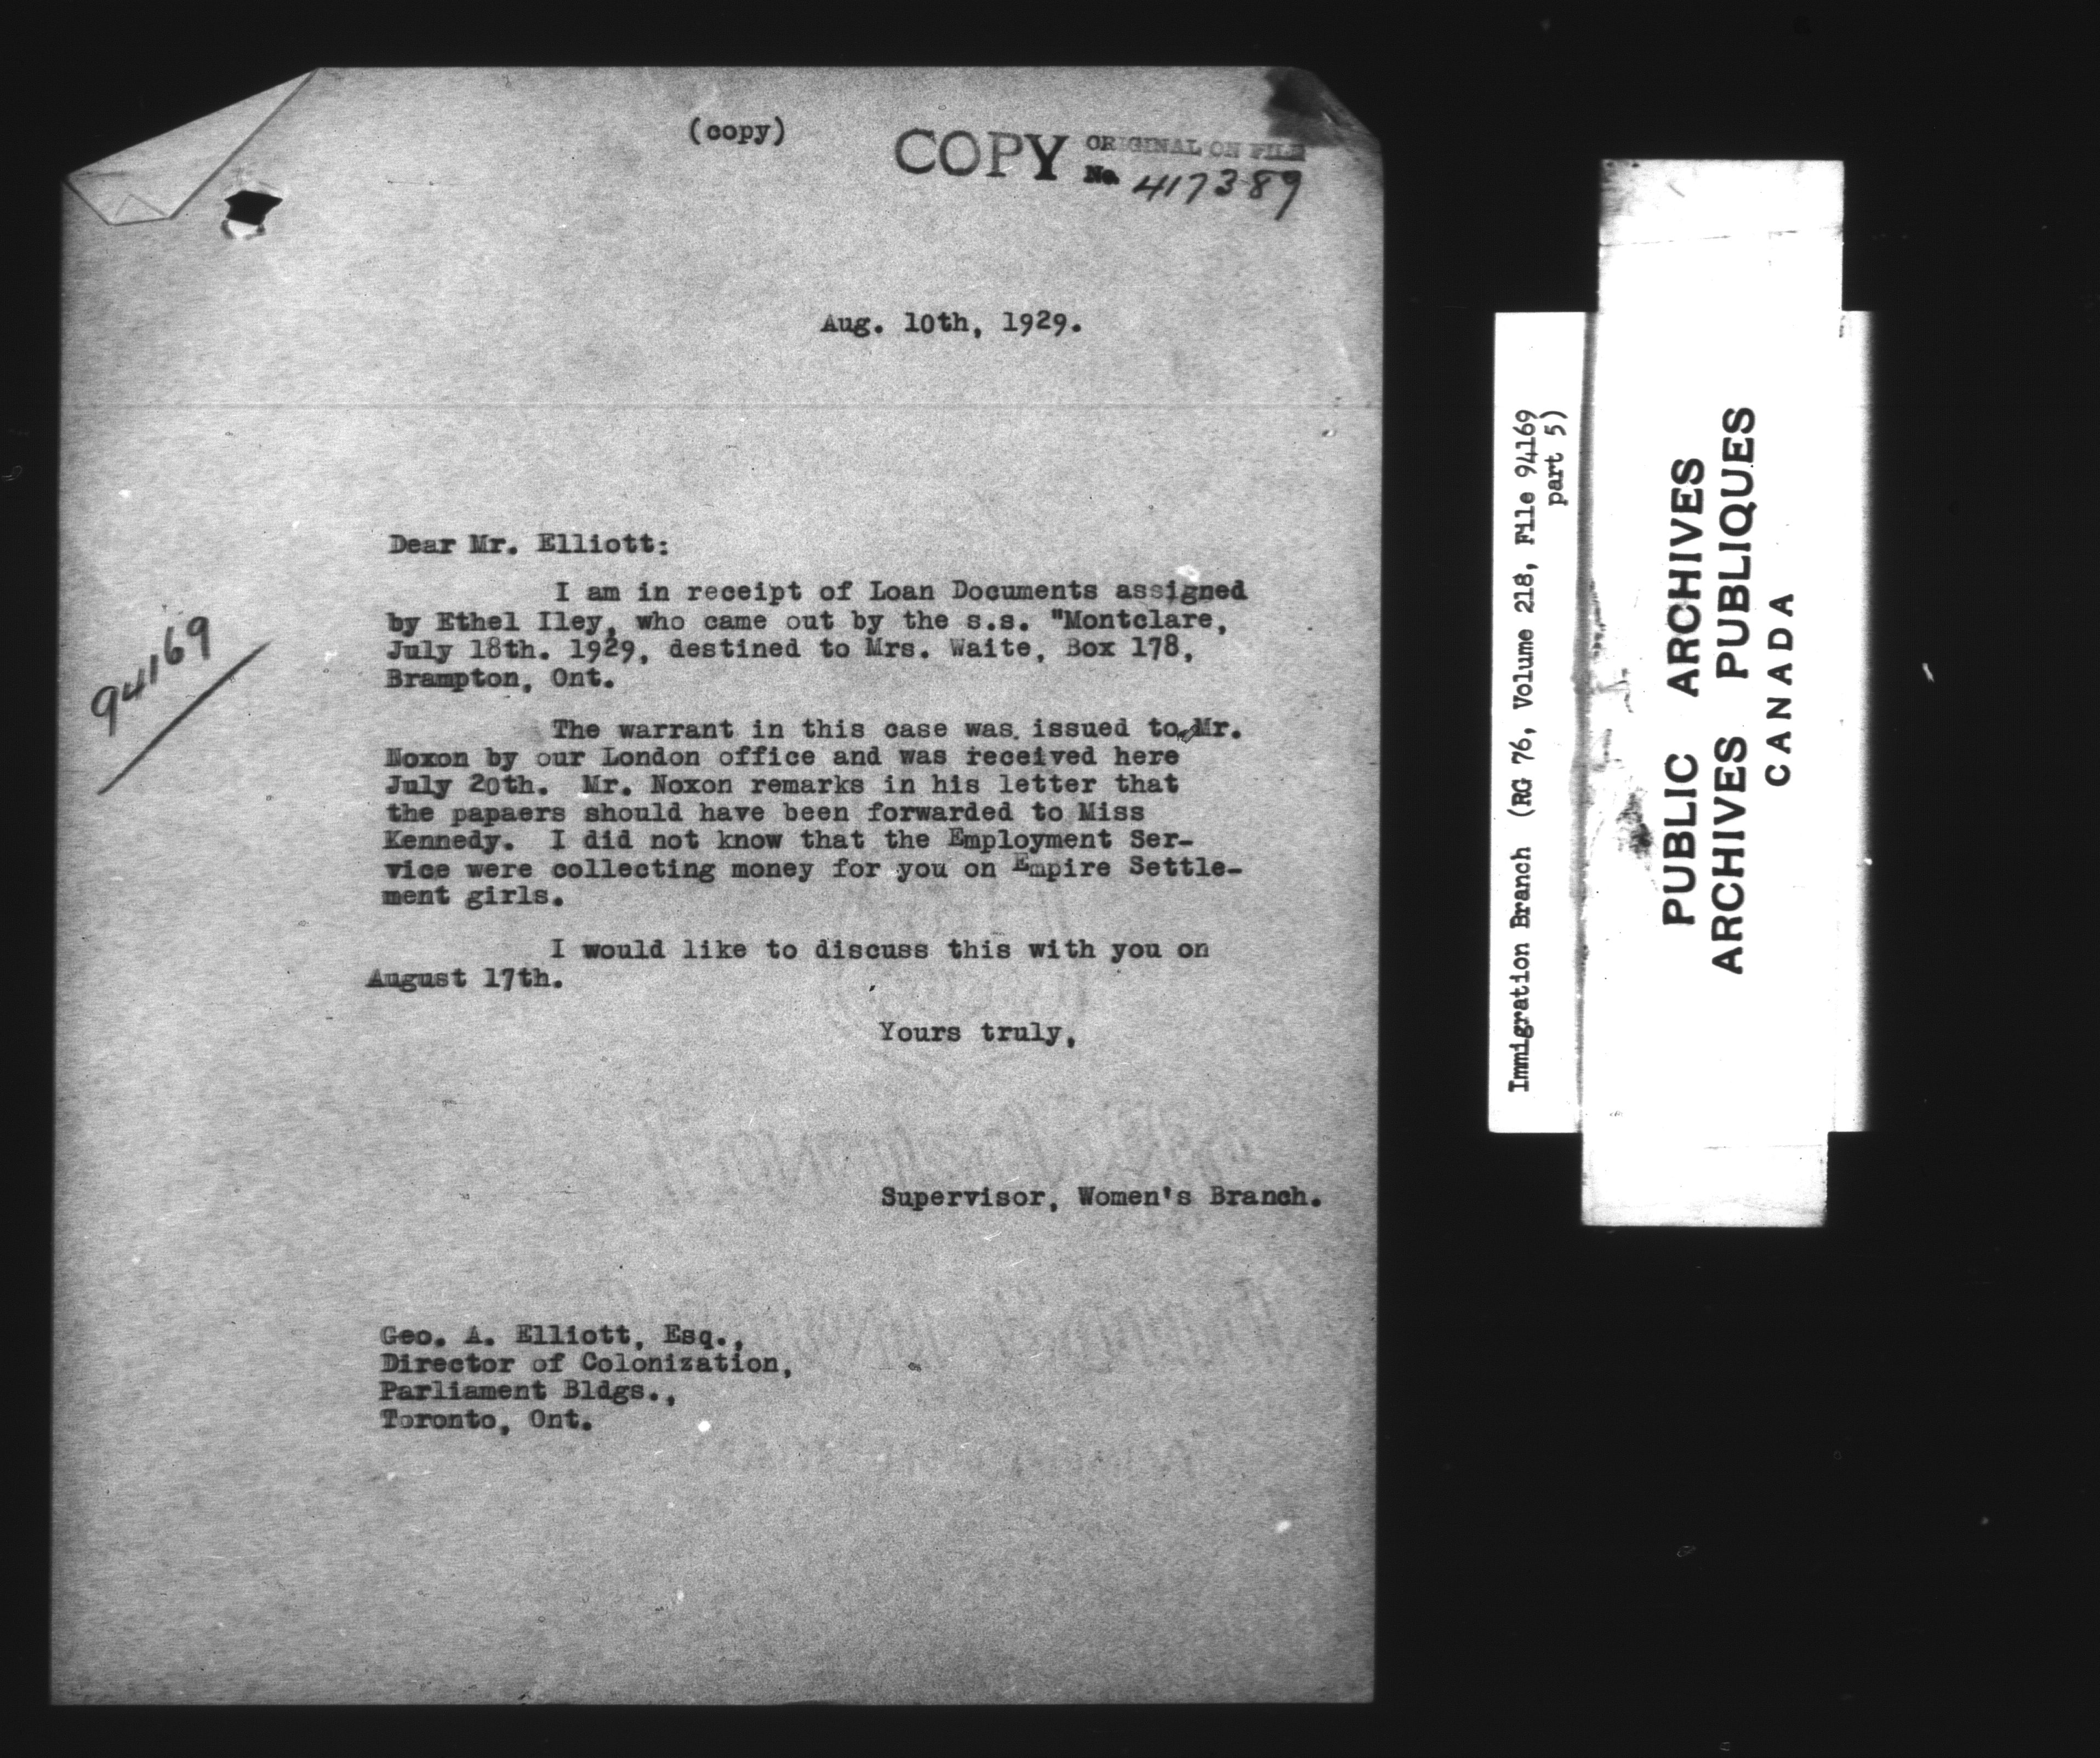 (copy)
COPY ORIGINAL ON FILE
No. 417389
Aug. 10th, 1929.
Dear Mr. Elliott:
I am in receipt of Loan Documents assigned
by Ethel Iley, who came out by the s.s. "Montclare,
July 18th. 1929, destined to Mrs. Waite, Box 178,
Brampton, Ont.
94169
The warrant in this case was. issued to Mr.
Noxon by our London office and was received here
July 20th. Mr. Noxon remarks in his letter that
the papaers should have been forwarded to Miss
Kennedy. I did not know that the Employment Ser-
vice were collecting money for you on Empire Settle-
ment girls.
I would like to discuss this with you on
August 17th.
Yours truly,
Supervisor, Women's Branch.
Geo. A. Elliott, Esq.,
Director of Colonization,
Parliament Bldgs.,
Toronto, Ont.
Immigration Branch (RG 76, Volume 218, File 94169
part 5)
PUBLIC ARCHIVES
ARCHIVES PUBLIQUES
CANADA